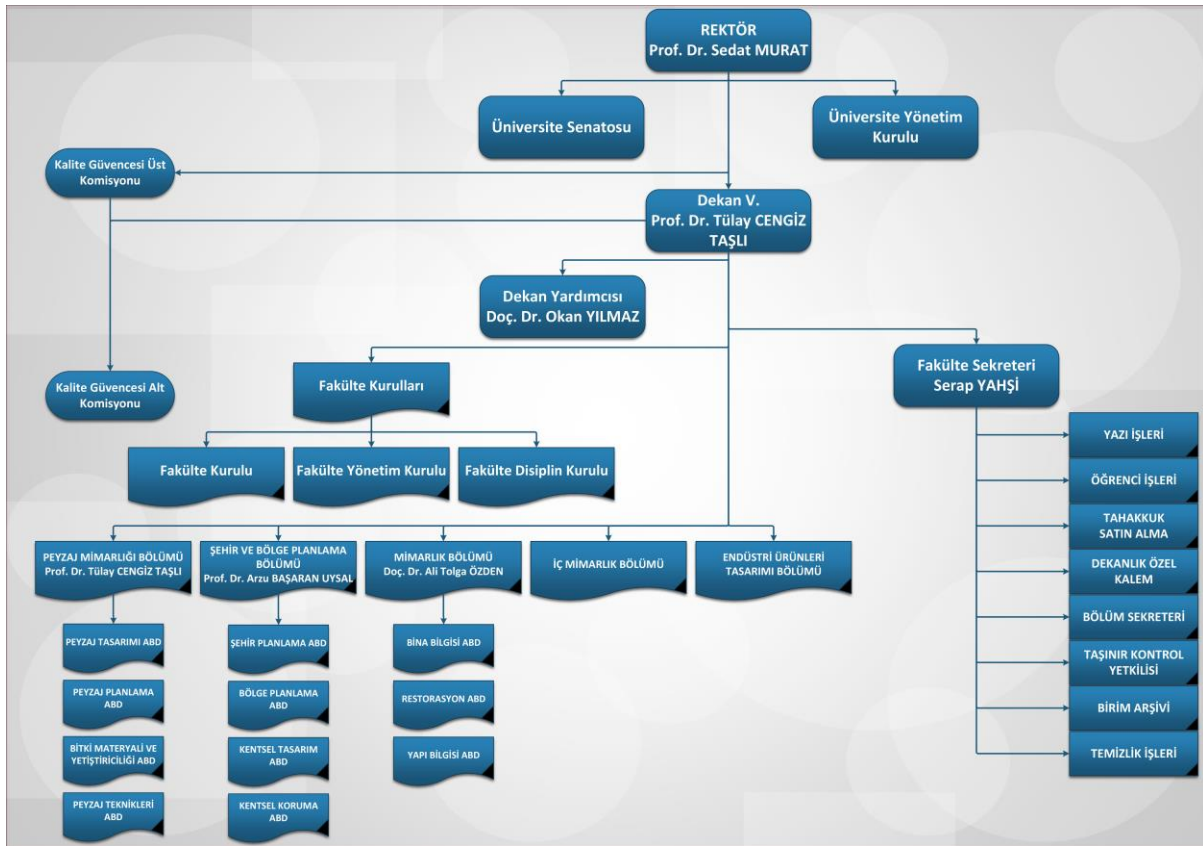 REKTÖR
Prof. Dr. Sedat MURAT
Üniversite Senatosu
Üniversite Yönetim
Kurulu
Kalite Güvencesi Üst
Komisyonu
Dekan V.
Prof. Dr. Tülay CENGİZ
TAŞLI
Dekan Yardımcısı
Doç. Dr. Okan YILMAZ
Fakülte Sekreteri
Serap YAHŞİ
Kalite Güvencesi Alt
Komisyonu
Fakülte Kurulları
Fakülte Kurulu
Fakülte Yönetim Kurulu
Fakülte Disiplin Kurulu
YAZI İŞLERİ
ÖĞRENCİ İŞLERİ
TAHAKKUK
SATIN ALMA
DEKANLIK ÖZEL
KALEM
BÖLÜM SEKRETERİ
TAŞINIR KONTROL
YETKİLİSİ
BİRİM ARŞİVİ
TEMİZLİK İŞLERİ
PEYZAJ MİMARLIĞI BÖLÜMÜ
Prof. Dr. Tülay CENGİZ TAŞLI
ŞEHİR VE BÖLGE PLANLAMA
BÖLÜMÜ
Prof. Dr. Arzu BAŞARAN UYSAL
MİMARLIK BÖLÜMÜ
Doç. Dr. Ali Tolga ÖZDEN
İÇ MİMARLIK BÖLÜMÜ
ENDÜSTRİ ÜRÜNLERİ
TASARIMI BÖLÜMÜ
PEYZAJ TASARIMI ABD
PEYZAJ PLANLAMA
ABD
BİTKİ MATERYALİ VE
YETİŞTİRİCİLİĞİ ABD
PEYZAJ TEKNİKLERİ
ABD
ŞEHİR PLANLAMA ABD
BÖLGE PLANLAMA
ABD
KENTSEL TASARIM
ABD
KENTSEL KORUMA
ABD
BİNA BİLGİSİ ABD
RESTORASYON ABD
YAPI BİLGİSİ ABD